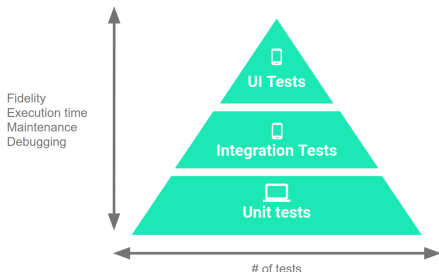 UI Tests
Fidelity
Execution time
Maintenance
Debugging
Integration Tests
Unit tests
# of tests